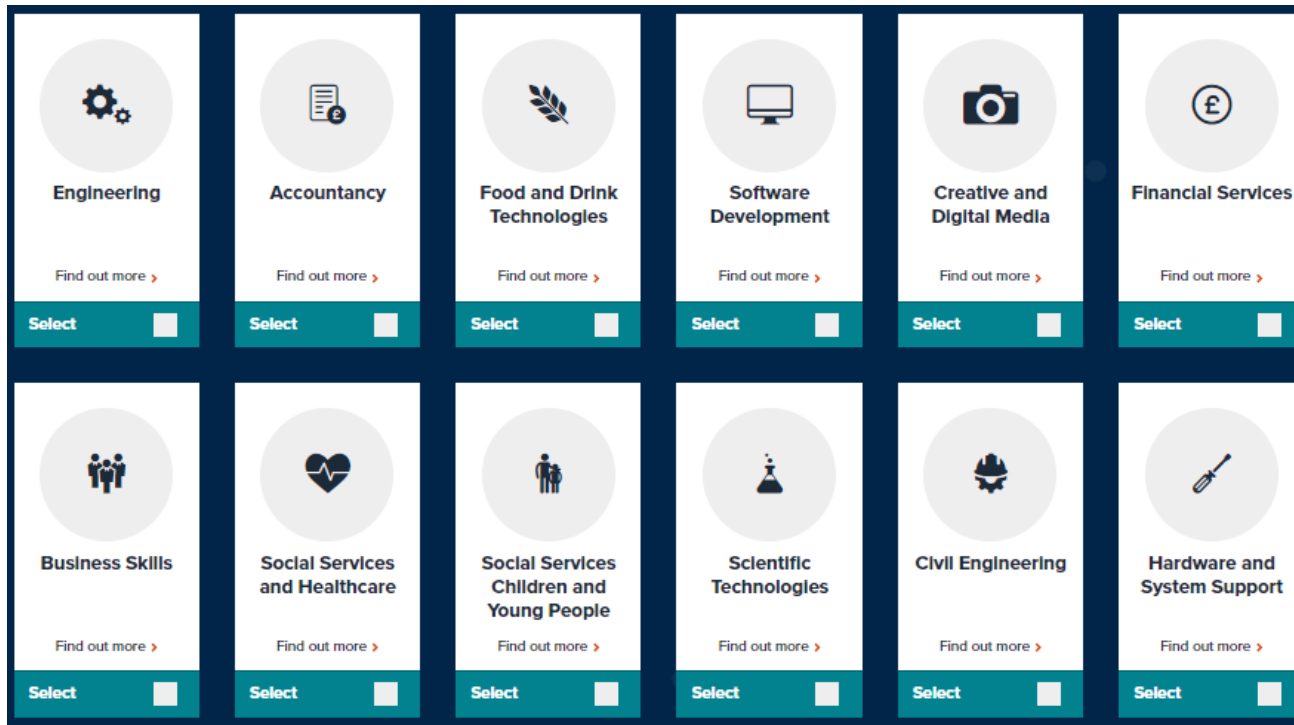 Engineering
Find out more >
Select
Accountancy
Find out more >
Select
Food and Drink
Technologies
Find out more >
Select
Software
Development
Find out more >
Select
Creative and
Digital Media
Find out more >
Select
£
Financial Services
Find out more >
Select
Business Skills
Find out more >
Select
Social Services
and Healthcare
Find out more >
Select
Social Services
Children and
Young People
Find out more >
Select
Scientific
Technologies
Find out more >
Select
Civil Engineering
Find out more >
Select
Hardware and
System Support
Find out more >
Select